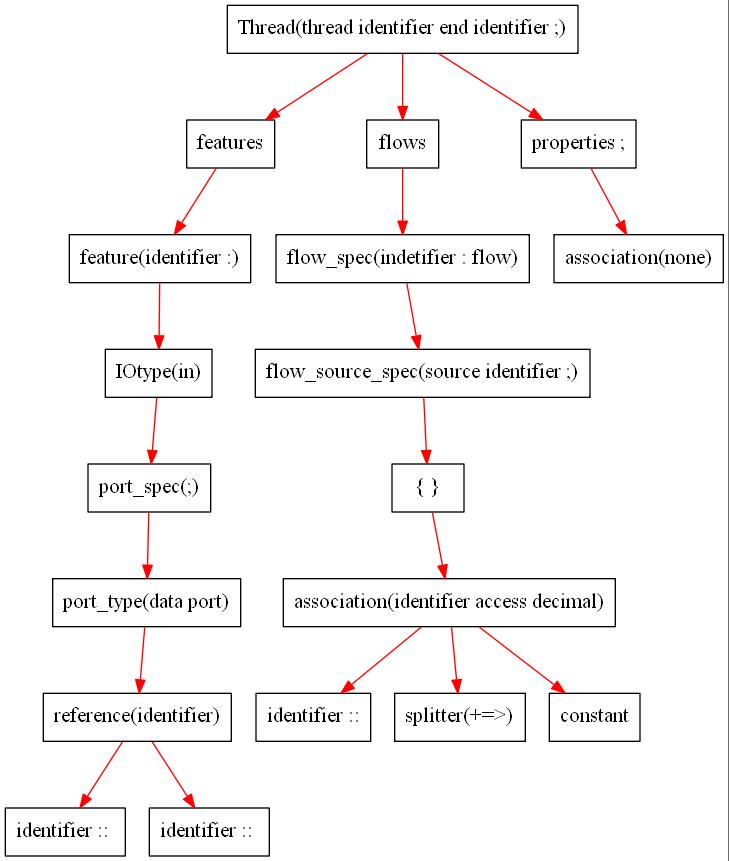 Thread(thread identifier end identifier ;)
features
flows
properties ;
feature(identifier :)
flow_spec(indetifier : flow)
association(none)
IOtype(in)
flow_source_spec(source identifier ;)
port_spec(;)
{ }
port_type(data port)
association(identifier access decimal)
reference(identifier)
identifier ::
splitter(+=>)
constant
identifier ::
identifier ::